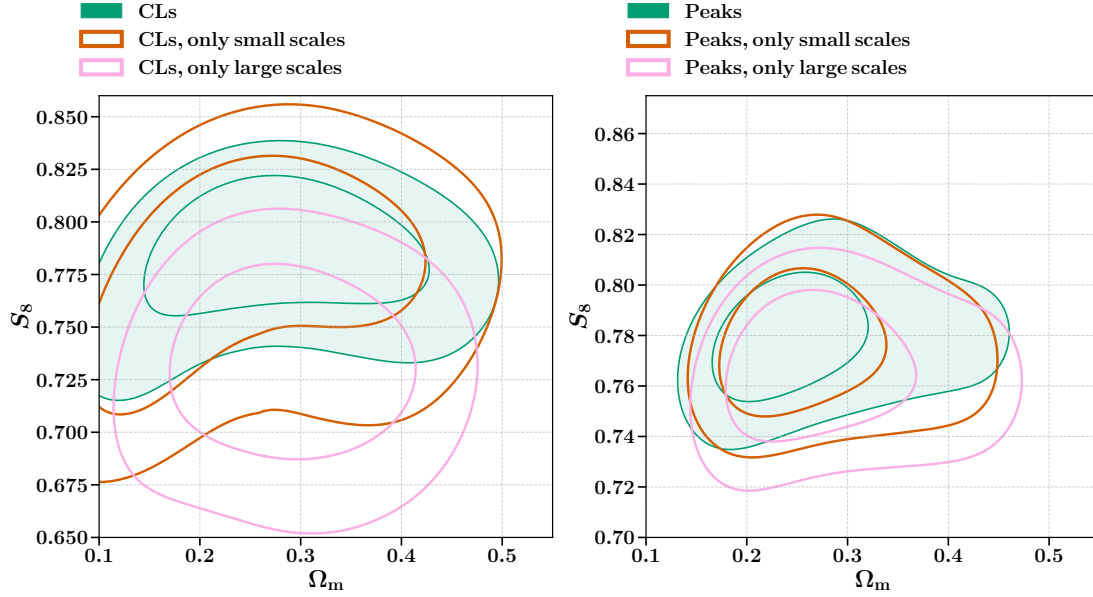 CLs
CLs, only small scales
CLs, only large scales
Peaks
Peaks, only small scales
Peaks, only large scales
0.850
0.825
0.800
0.775
0.750
0.725
0.700
0.675
0.650
S₈
0.1 0.2 0.3 0.4 0.5
Ωₘ
0.86
0.84
0.82
0.80
0.78
0.76
0.74
0.72
0.70
S₈
0.1 0.2 0.3 0.4 0.5
Ωₘ